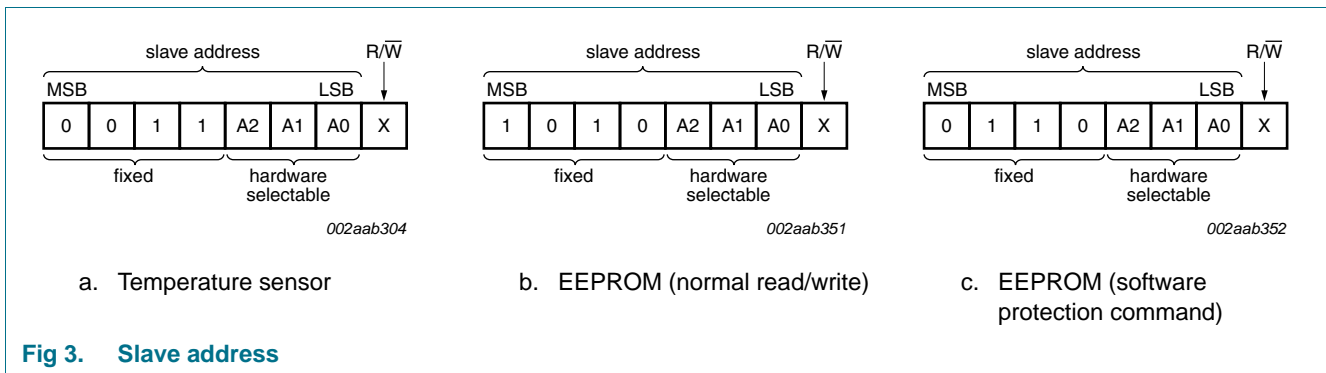 slave address R/W̅
MSB LSB
0 0 1 1 A2 A1 A0 X
fixed hardware
selectable
002aab304
a. Temperature sensor
slave address R/W̅
MSB LSB
1 0 1 0 A2 A1 A0 X
fixed hardware
selectable
002aab351
b. EEPROM (normal read/write)
slave address R/W̅
MSB LSB
0 1 1 0 A2 A1 A0 X
fixed hardware
selectable
002aab352
c. EEPROM (software
protection command)
Fig 3. Slave address